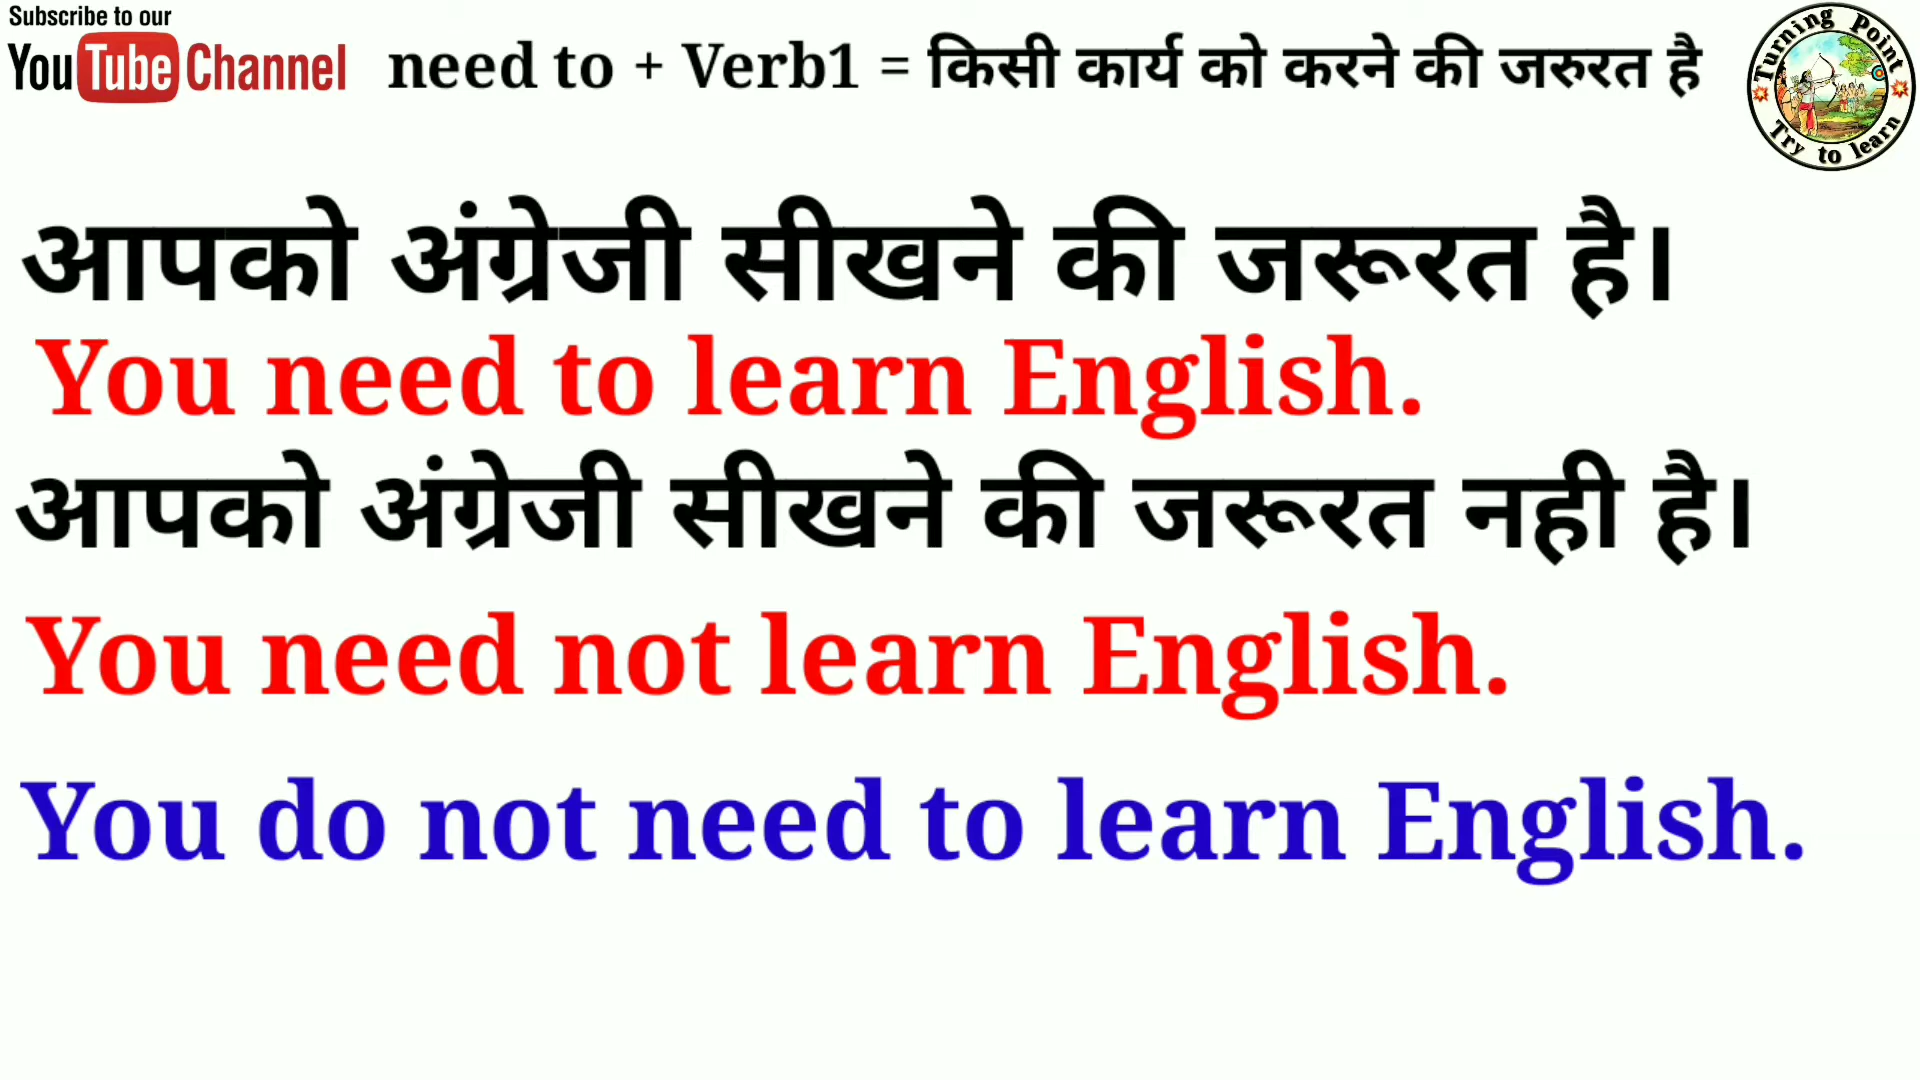 Subscribe to our
YouTube Channel
need to + Verb1 = किसी कार्य को करने की जरुरत है
Turning Point
Try to learn
आपको अंग्रेजी सीखने की जरूरत है।
You need to learn English.
आपको अंग्रेजी सीखने की जरूरत नही है।
You need not learn English.
You do not need to learn English.